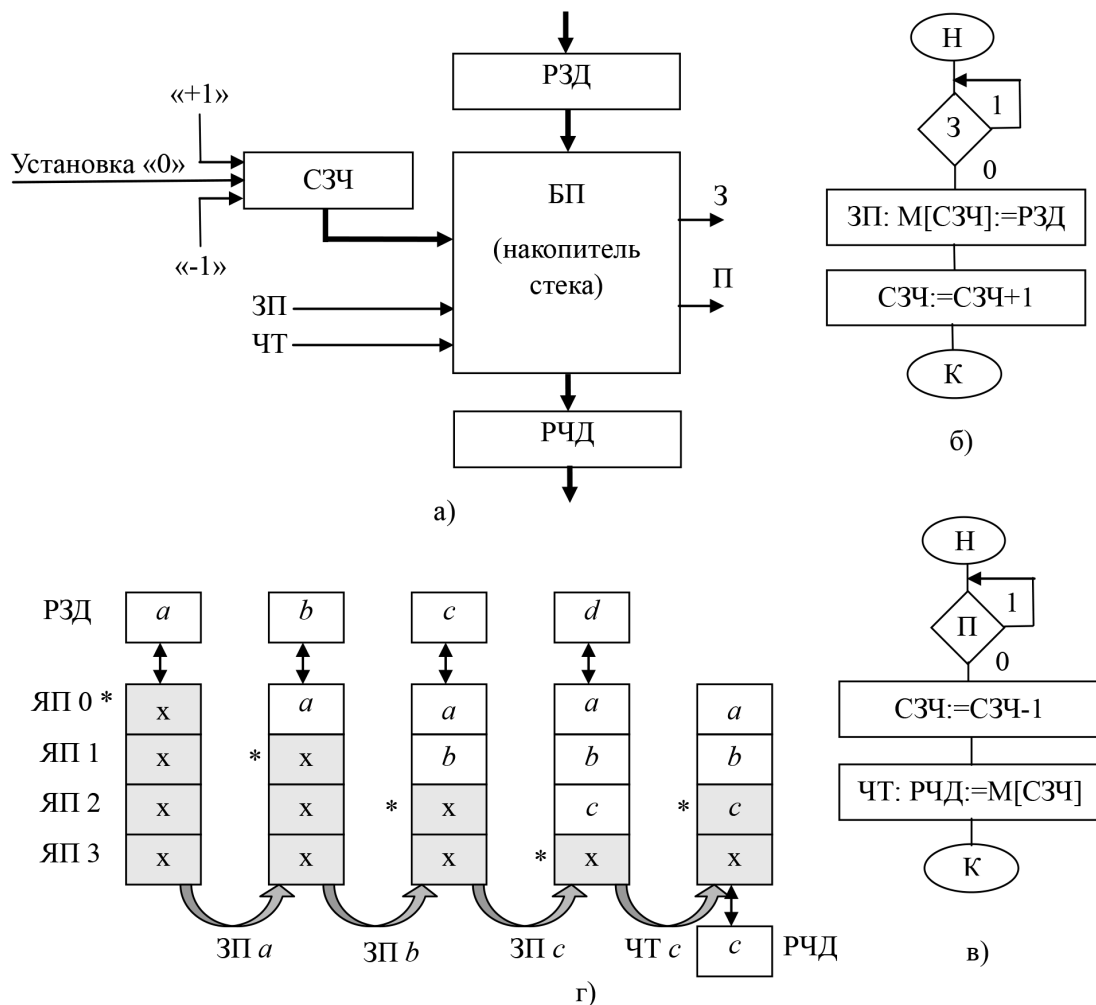 РЗД
«+1»
Установка «0»
СЗЧ
«-1»
БП
(накопитель
стека)
З
П
ЗП
ЧТ
РЧД
а)
Н
З
1
0
ЗП: М[СЗЧ]:=РЗД
СЗЧ:=СЗЧ+1
К
б)
Н
П
1
0
СЗЧ:=СЗЧ-1
ЧТ: РЧД:=М[СЗЧ]
К
в)
РЗД a b c d
ЯП 0 * x a a a a
ЯП 1 x * x b b b
ЯП 2 x x * x c * c
ЯП 3 x x x * x x
ЗП a ЗП b ЗП c ЧТ c
c РЧД
г)